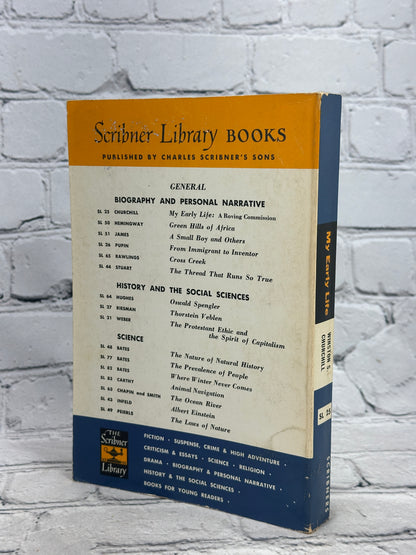 Scribner Library BOOKS
PUBLISHED BY CHARLES SCRIBNER'S SONS
GENERAL
BIOGRAPHY AND PERSONAL NARRATIVE
SL 25 CHURCHILL My Early Life: A Roving Commission
SL 50 HEMINGWAY Green Hills of Africa
SL 51 JAMES A Small Boy and Others
SL 26 PUPIN From Immigrant to Inventor
SL 65 RAWLINGS Cross Creek
SL 44 STUART The Thread That Runs So True
HISTORY AND THE SOCIAL SCIENCES
SL 64 HUGHES Oswald Spengler
SL 37 RIESMAN Thorstein Veblen
SL 21 WEBER The Protestant Ethic and
the Spirit of Capitalism
SCIENCE
SL 48 BATES The Nature of Natural History
SL 77 BATES The Prevalence of People
SL 82 BATES Where Winter Never Comes
SL 83 CARTHY Animal Navigation
SL 63 CHAPIN and SMITH The Ocean River
SL 43 INFELD Albert Einstein
SL 49 PEIERLS The Laws of Nature
THE
Scribner
Library
FICTION · SUSPENSE, CRIME & HIGH ADVENTURE ·
CRITICISM & ESSAYS · SCIENCE · RELIGION ·
DRAMA · BIOGRAPHY & PERSONAL NARRATIVE ·
HISTORY & THE SOCIAL SCIENCES ·
BOOKS FOR YOUNG READERS ·
My Early Life
WINSTON S.
CHURCHILL
SL 25
SCRIBNERS